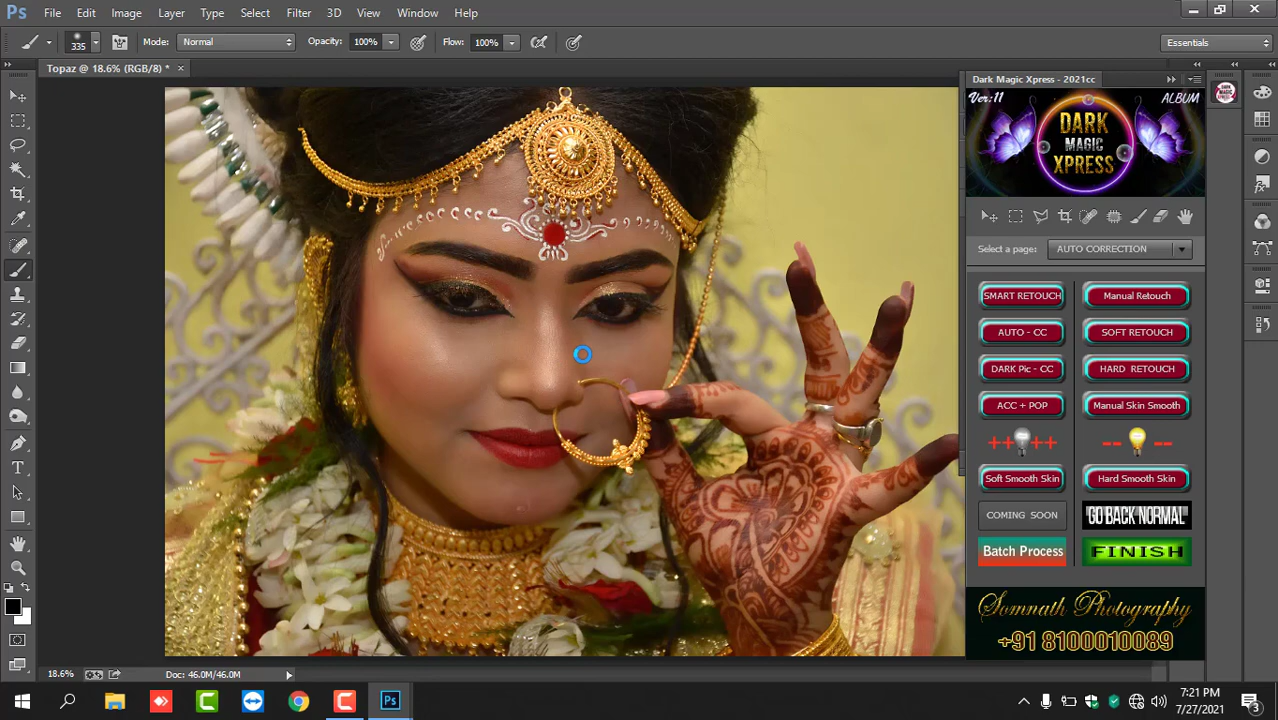 Ps File Edit Image Layer Type Select Filter 3D View Window Help
335 Mode: Normal Opacity: 100% Flow: 100% Essentials
Topaz @ 18.6% (RGB/8) * ×
Dark Magic Xpress - 2021cc
Ver:11 ALBUM
DARK
MAGIC
XPRESS
Select a page: AUTO CORRECTION
SMART RETOUCH Manual Retouch
AUTO - CC SOFT RETOUCH
DARK Pic - CC HARD RETOUCH
ACC + POP Manual Skin Smooth
++ ++ -- --
Soft Smooth Skin Hard Smooth Skin
COMING SOON GO BACK NORMAL
Batch Process FINISH
Somnath Photography
+91 8100010089
18.6% Doc: 46.0M/46.0M
7:21 PM
7/27/2021
3